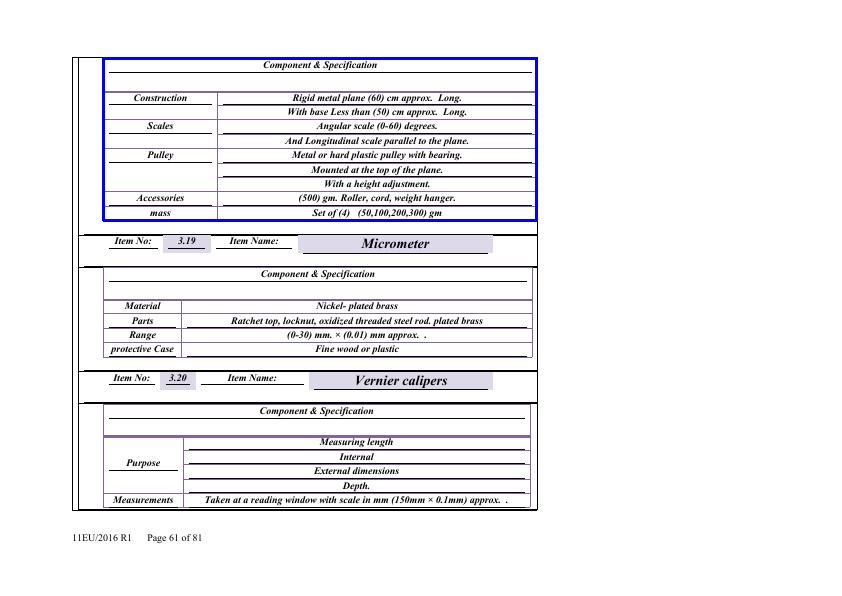 Component & Specification
Construction Rigid metal plane (60) cm approx. Long.
With base Less than (50) cm approx. Long.
Scales Angular scale (0-60) degrees.
And Longitudinal scale parallel to the plane.
Pulley Metal or hard plastic pulley with bearing.
Mounted at the top of the plane.
With a height adjustment.
Accessories (500) gm. Roller, cord, weight hanger.
mass Set of (4) (50,100,200,300) gm
Item No: 3.19 Item Name: Micrometer
Component & Specification
Material Nickel- plated brass
Parts Ratchet top, locknut, oxidized threaded steel rod. plated brass
Range (0-30) mm. × (0.01) mm approx. .
protective Case Fine wood or plastic
Item No: 3.20 Item Name: Vernier calipers
Component & Specification
Purpose Measuring length
Internal
External dimensions
Depth.
Measurements Taken at a reading window with scale in mm (150mm × 0.1mm) approx. .
11EU/2016 R1 Page 61 of 81